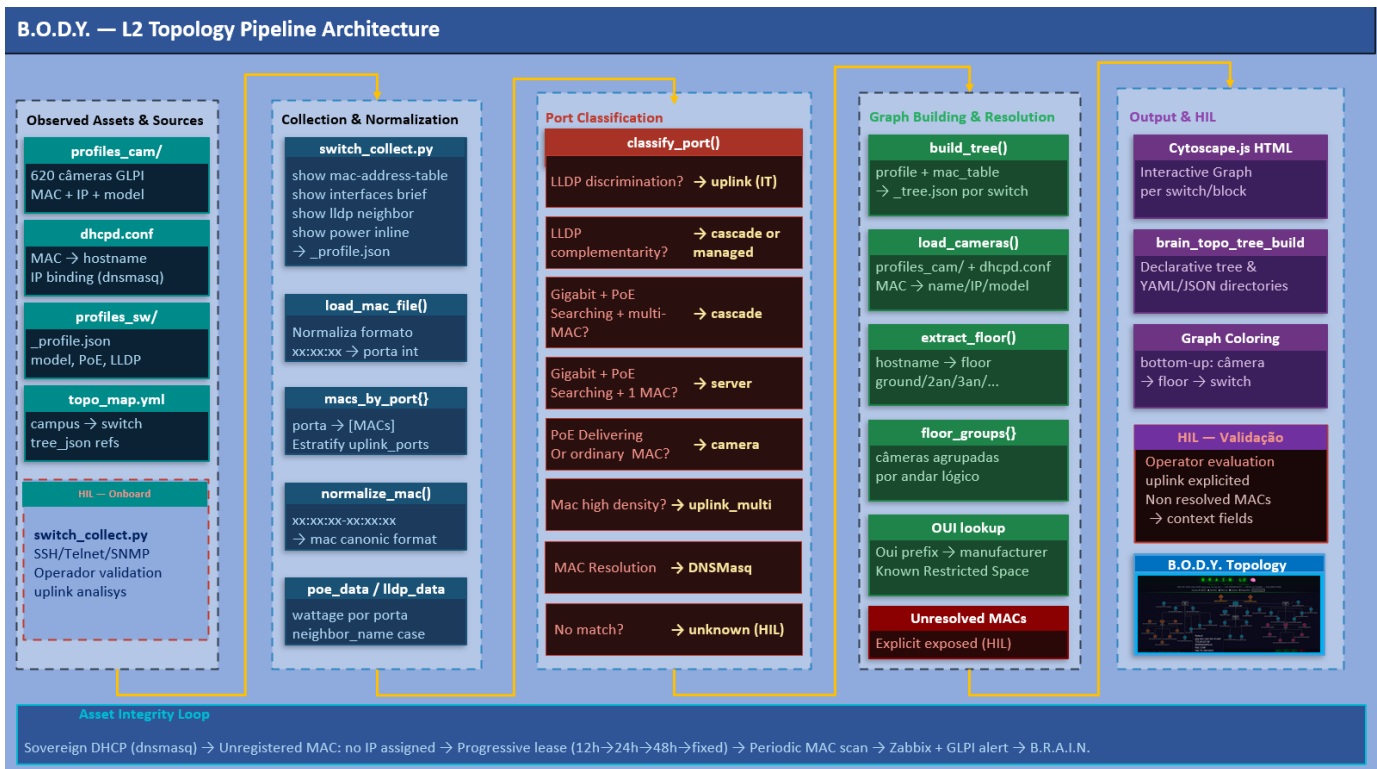 B.O.D.Y. — L2 Topology Pipeline Architecture
Observed Assets & Sources
profiles_cam/
620 câmeras GLPI
MAC + IP + model
dhcpd.conf
MAC → hostname
IP binding (dnsmasq)
profiles_sw/
_profile.json
model, PoE, LLDP
topo_map.yml
campus → switch
tree_json refs
HIL — Onboard
switch_collect.py
SSH/Telnet/SNMP
Operador validation
uplink analisys
Collection & Normalization
switch_collect.py
show mac-address-table
show interfaces brief
show lldp neighbor
show power inline
→ _profile.json
load_mac_file()
Normaliza formato
xx:xx:xx → porta int
macs_by_port{}
porta → [MACs]
Estratify uplink_ports
normalize_mac()
xx:xx:xx-xx:xx:xx
→ mac canonic format
poe_data / lldp_data
wattage por porta
neighbor_name case
Port Classification
classify_port()
LLDP discrimination? → uplink (IT)
LLDP
complementarity?
→ cascade or
managed
Gigabit + PoE
Searching + multi-
MAC?
→ cascade
Gigabit + PoE
Searching + 1 MAC?
→ server
PoE Delivering
Or ordinary MAC?
→ camera
Mac high density? → uplink_multi
MAC Resolution → DNSMasq
No match? → unknown (HIL)
Graph Building & Resolution
build_tree()
profile + mac_table
→ _tree.json por switch
load_cameras()
profiles_cam/ + dhcpd.conf
MAC → name/IP/model
extract_floor()
hostname → floor
ground/2an/3an/...
floor_groups{}
câmeras agrupadas
por andar lógico
OUI lookup
Oui prefix → manufacturer
Known Restricted Space
Unresolved MACs
Explicit exposed (HIL)
Output & HIL
Cytoscape.js HTML
Interactive Graph
per switch/block
brain_topo_tree_build
Declarative tree &
YAML/JSON directories
Graph Coloring
bottom-up: câmera
→ floor → switch
HIL — Validação
Operator evaluation
uplink explicited
Non resolved MACs
→ context fields
B.O.D.Y. Topology
Asset Integrity Loop
Sovereign DHCP (dnsmasq) → Unregistered MAC: no IP assigned → Progressive lease (12h→24h→48h→fixed) → Periodic MAC scan → Zabbix + GLPI alert → B.R.A.I.N.